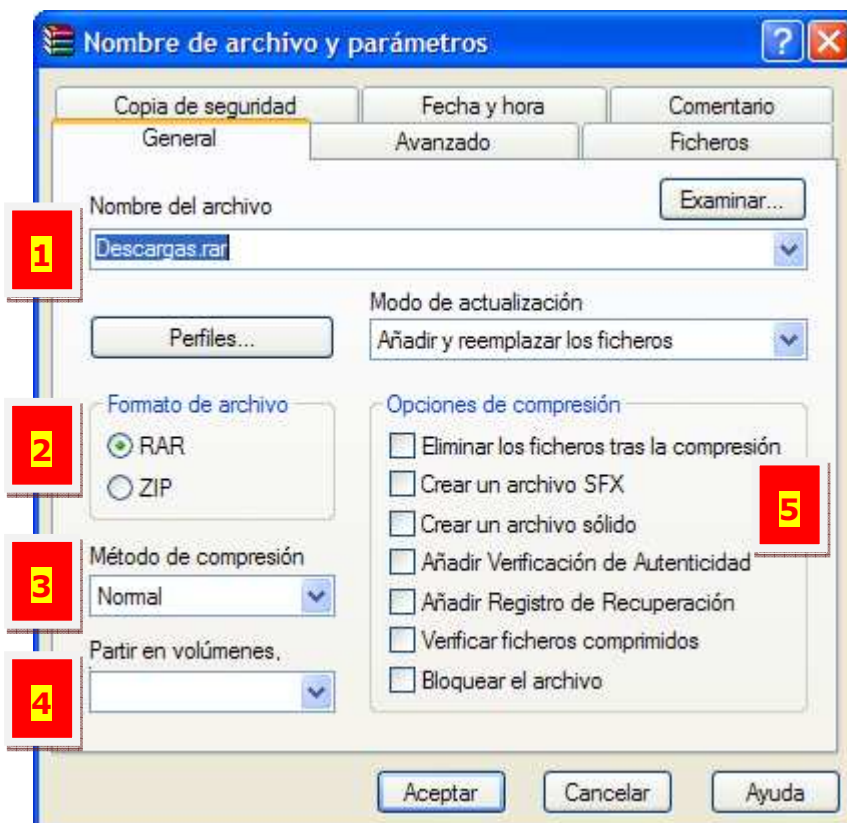 Nombre de archivo y parámetros
?
Copia de seguridad
Fecha y hora
Comentario
General
Avanzado
Ficheros
Nombre del archivo
Examinar...
1
Descargas.rar
Perfiles...
Modo de actualización
Añadir y reemplazar los ficheros
2
Formato de archivo
RAR
ZIP
3
Método de compresión
Normal
4
Partir en volúmenes,
Opciones de compresión
Eliminar los ficheros tras la compresión
Crear un archivo SFX
Crear un archivo sólido
Añadir Verificación de Autenticidad
Añadir Registro de Recuperación
Verificar ficheros comprimidos
Bloquear el archivo
5
Aceptar
Cancelar
Ayuda